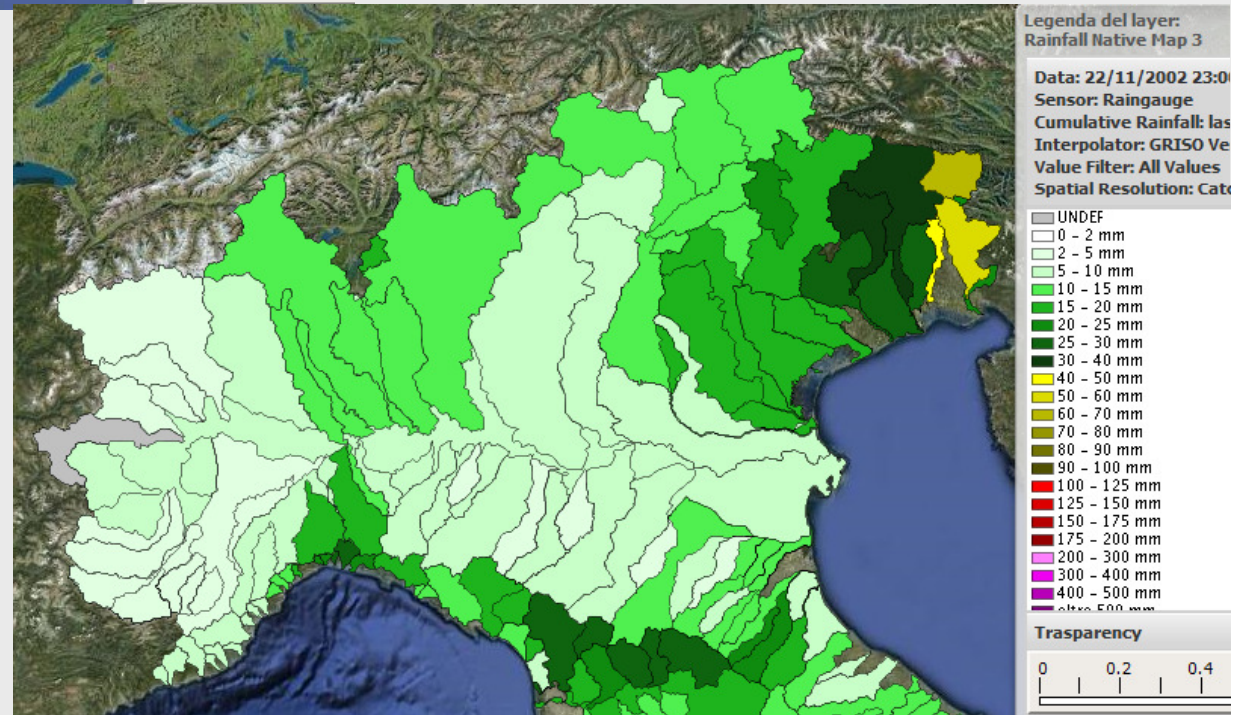 Legenda del layer:
Rainfall Native Map 3
Data: 22/11/2002 23:0
Sensor: Raingauge
Cumulative Rainfall: las
Interpolator: GRISO Ve
Value Filter: All Values
Spatial Resolution: Catc
UNDEF
0 - 2 mm
2 - 5 mm
5 - 10 mm
10 - 15 mm
15 - 20 mm
20 - 25 mm
25 - 30 mm
30 - 40 mm
40 - 50 mm
50 - 60 mm
60 - 70 mm
70 - 80 mm
80 - 90 mm
90 - 100 mm
100 - 125 mm
125 - 150 mm
150 - 175 mm
175 - 200 mm
200 - 300 mm
300 - 400 mm
400 - 500 mm
oltre 500 mm
Trasparency
0 0.2 0.4